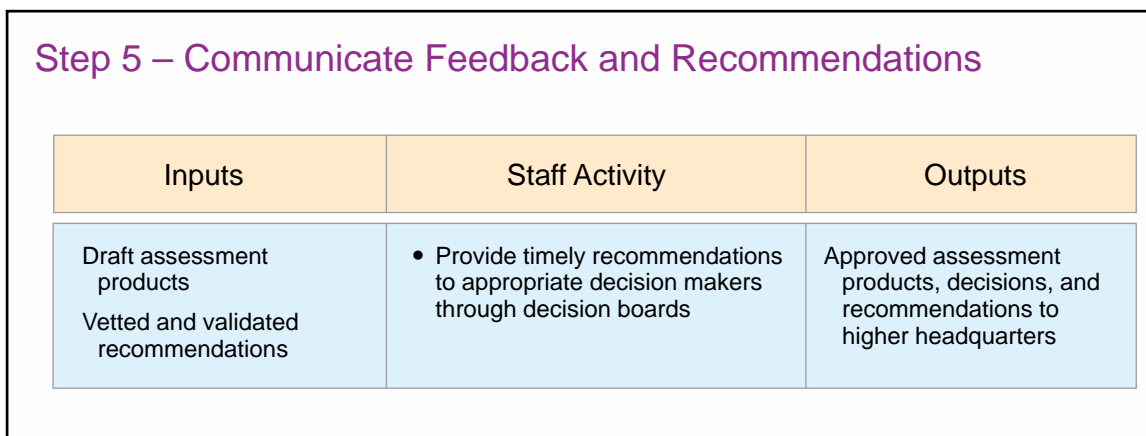 Step 5 – Communicate Feedback and Recommendations
Inputs
Staff Activity
Outputs
Draft assessment
products
Vetted and validated
recommendations
• Provide timely recommendations
to appropriate decision makers
through decision boards
Approved assessment
products, decisions, and
recommendations to
higher headquarters